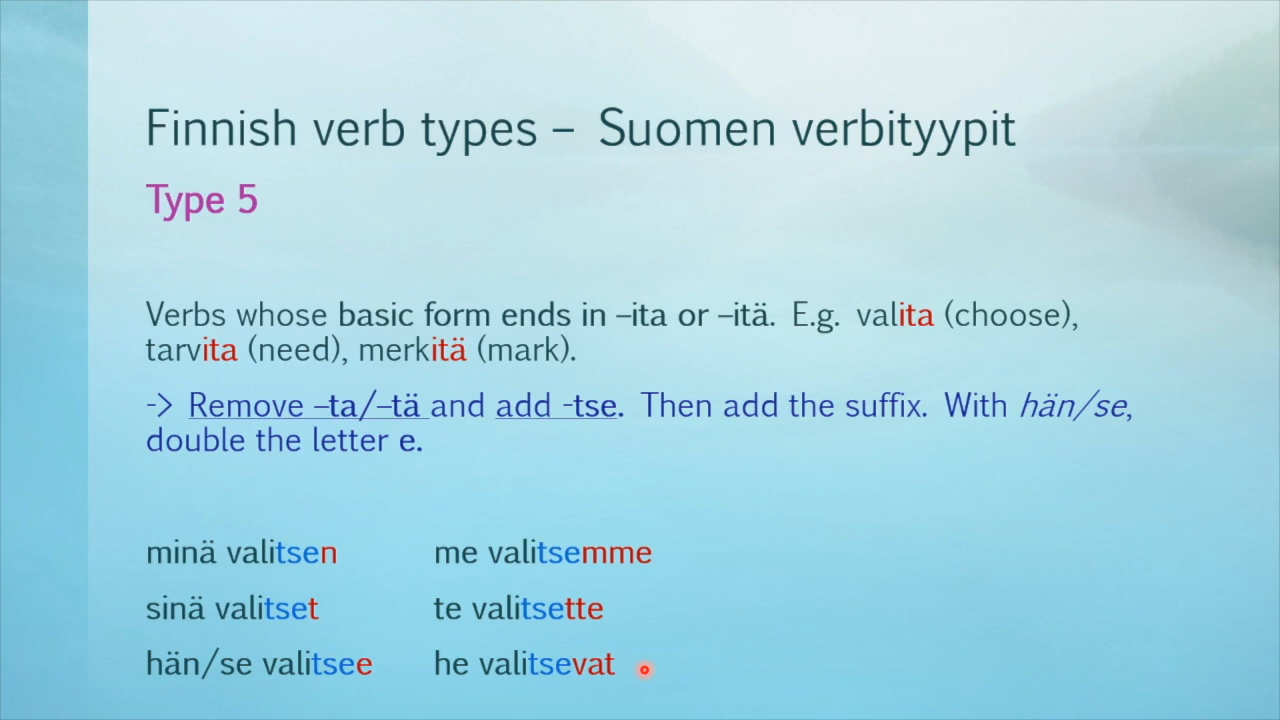 Finnish verb types – Suomen verbityypit
Type 5
Verbs whose basic form ends in –ita or –itä. E.g. valita (choose),
tarvita (need), merkitä (mark).
-> Remove –ta/–tä and add -tse. Then add the suffix. With hän/se,
double the letter e.
minä valitsen me valitsemme
sinä valitset te valitsette
hän/se valitsee he valitsevat